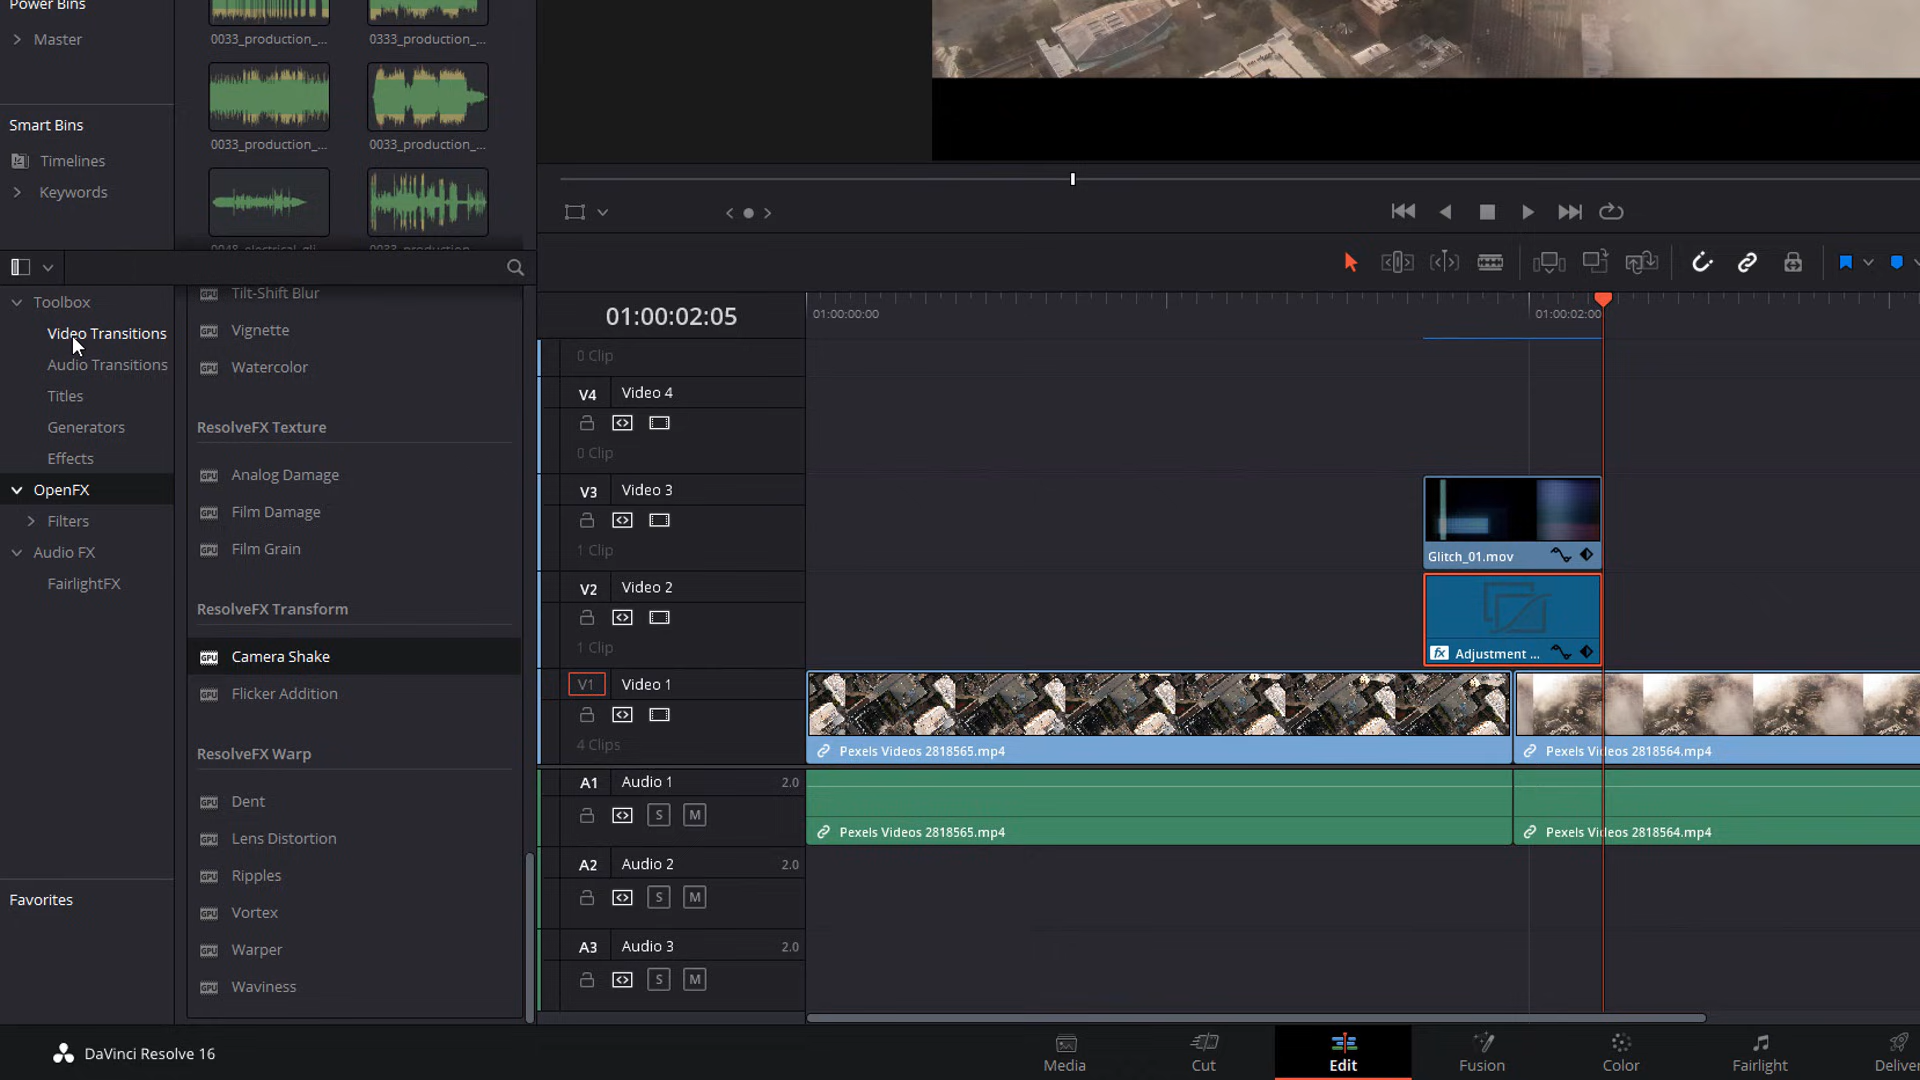 Power Bins
Master
Smart Bins
Timelines
Keywords
0033_production_...
0333_production_...
0033_production_...
0033_production_...
0048_electrical_gli...
0033_production_...
Toolbox
Video Transitions
Audio Transitions
Titles
Generators
Effects
OpenFX
Filters
Audio FX
FairlightFX
Favorites
Tilt-Shift Blur
Vignette
Watercolor
ResolveFX Texture
Analog Damage
Film Damage
Film Grain
ResolveFX Transform
Camera Shake
Flicker Addition
ResolveFX Warp
Dent
Lens Distortion
Ripples
Vortex
Warper
Waviness
01:00:02:05
01:00:00:00
01:00:02:00
0 Clip
V4 Video 4
0 Clip
V3 Video 3
1 Clip
Glitch_01.mov
V2 Video 2
1 Clip
fx Adjustment ...
V1 Video 1
4 Clips
Pexels Videos 2818565.mp4
Pexels Videos 2818564.mp4
A1 Audio 1 2.0
S M
Pexels Videos 2818565.mp4
Pexels Videos 2818564.mp4
A2 Audio 2 2.0
S M
A3 Audio 3 2.0
S M
DaVinci Resolve 16
Media
Cut
Edit
Fusion
Color
Fairlight
Deliver